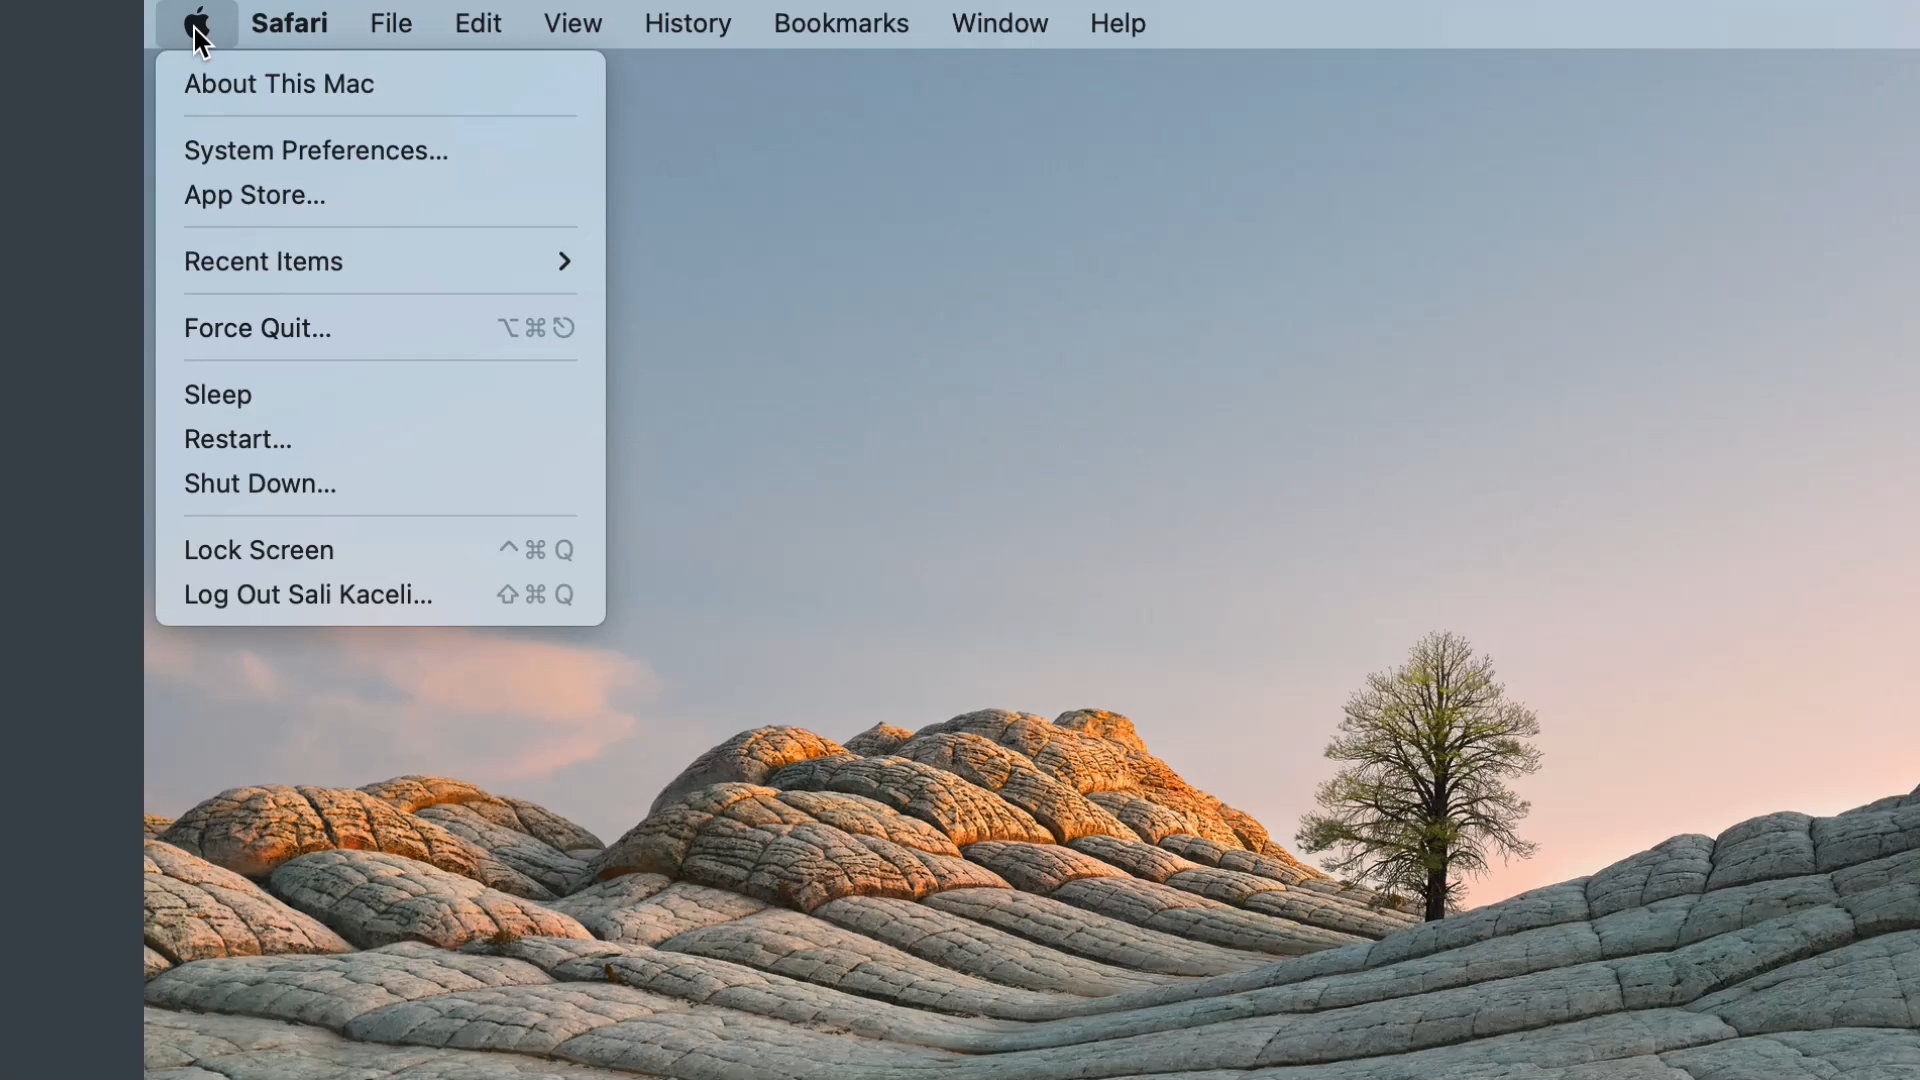 Safari File Edit View History Bookmarks Window Help
About This Mac
System Preferences...
App Store...
Recent Items
Force Quit... ⌥⌘⎋
Sleep
Restart...
Shut Down...
Lock Screen ^⌘Q
Log Out Sali Kaceli... ⇧⌘Q